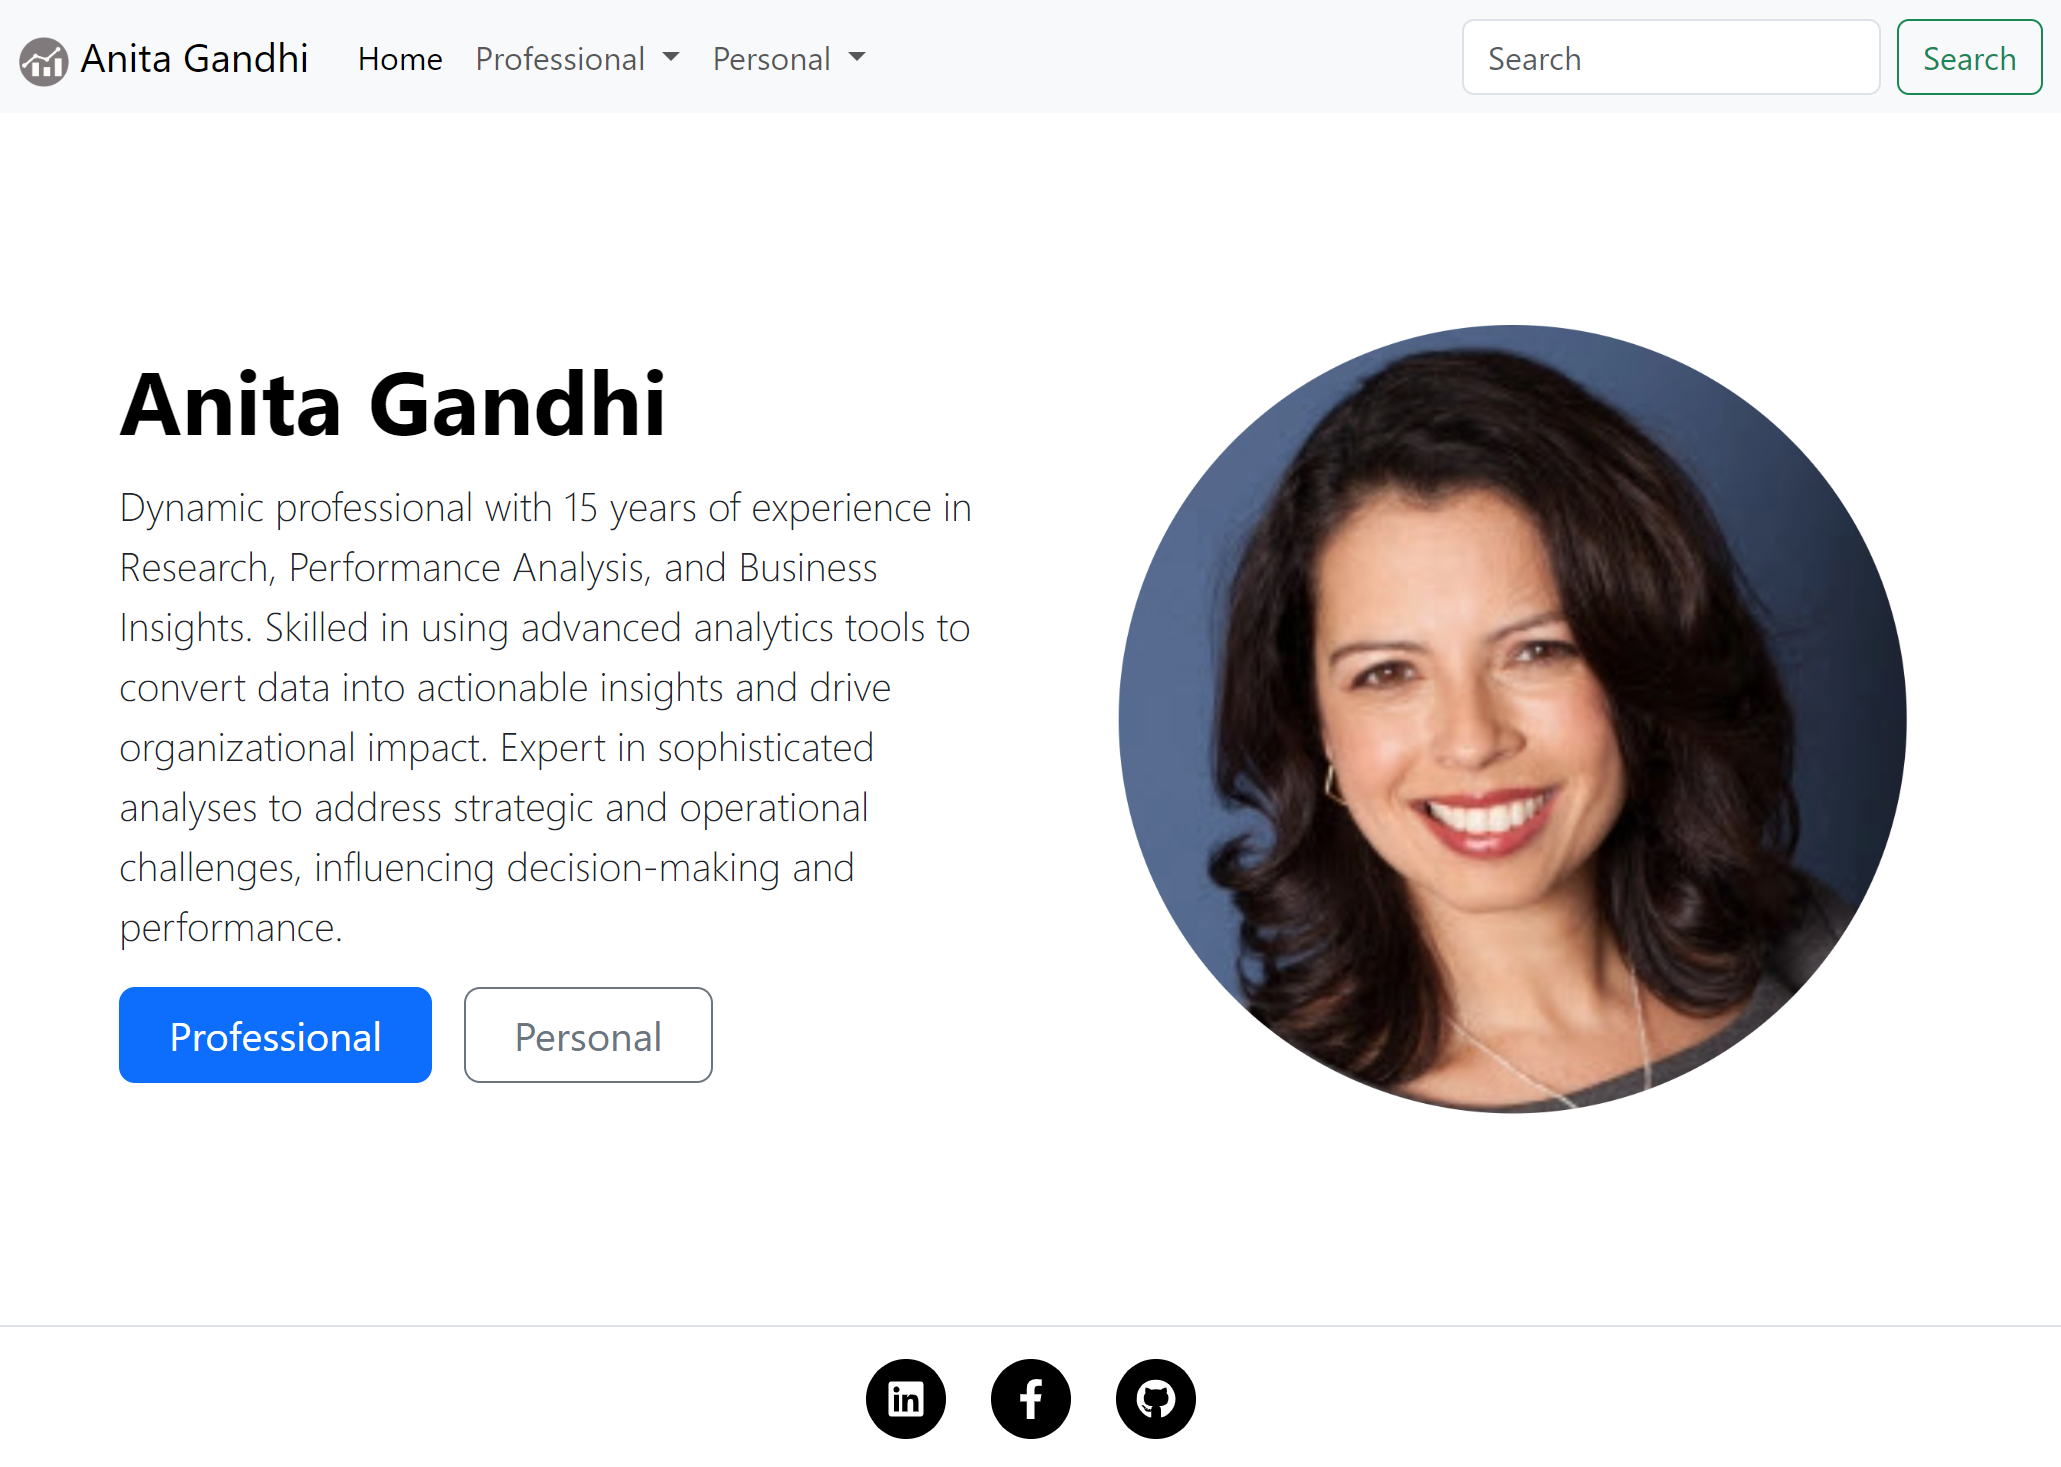 Anita Gandhi Home Professional Personal Search Search
Anita Gandhi
Dynamic professional with 15 years of experience in
Research, Performance Analysis, and Business
Insights. Skilled in using advanced analytics tools to
convert data into actionable insights and drive
organizational impact. Expert in sophisticated
analyses to address strategic and operational
challenges, influencing decision-making and
performance.
Professional Personal
in f